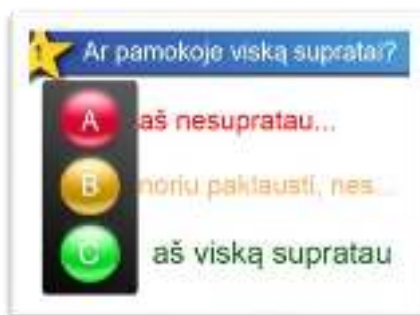 Ar pamokoje viską supratai?
A aš nesupratau...
B noriu paklausti, nes...
C aš viską supratau